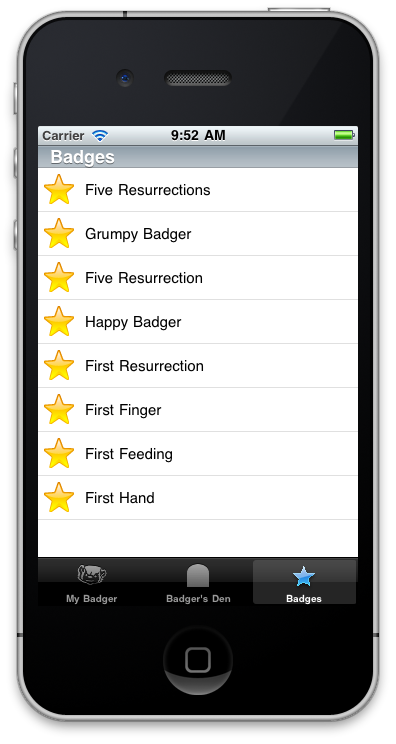 Carrier 9:52 AM
Badges
Five Resurrections
Grumpy Badger
Five Resurrection
Happy Badger
First Resurrection
First Finger
First Feeding
First Hand
My Badger Badger's Den Badges